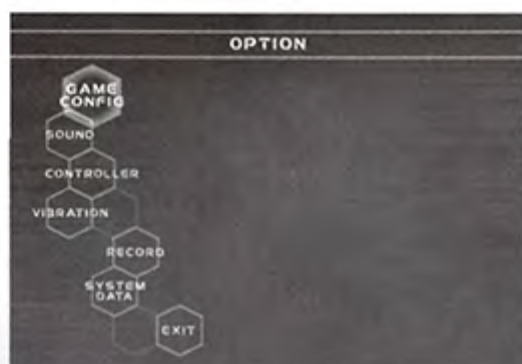 OPTION
GAME
CONFIG
SOUND
CONTROLLER
VIBRATION
RECORD
SYSTEM
DATA
EXIT